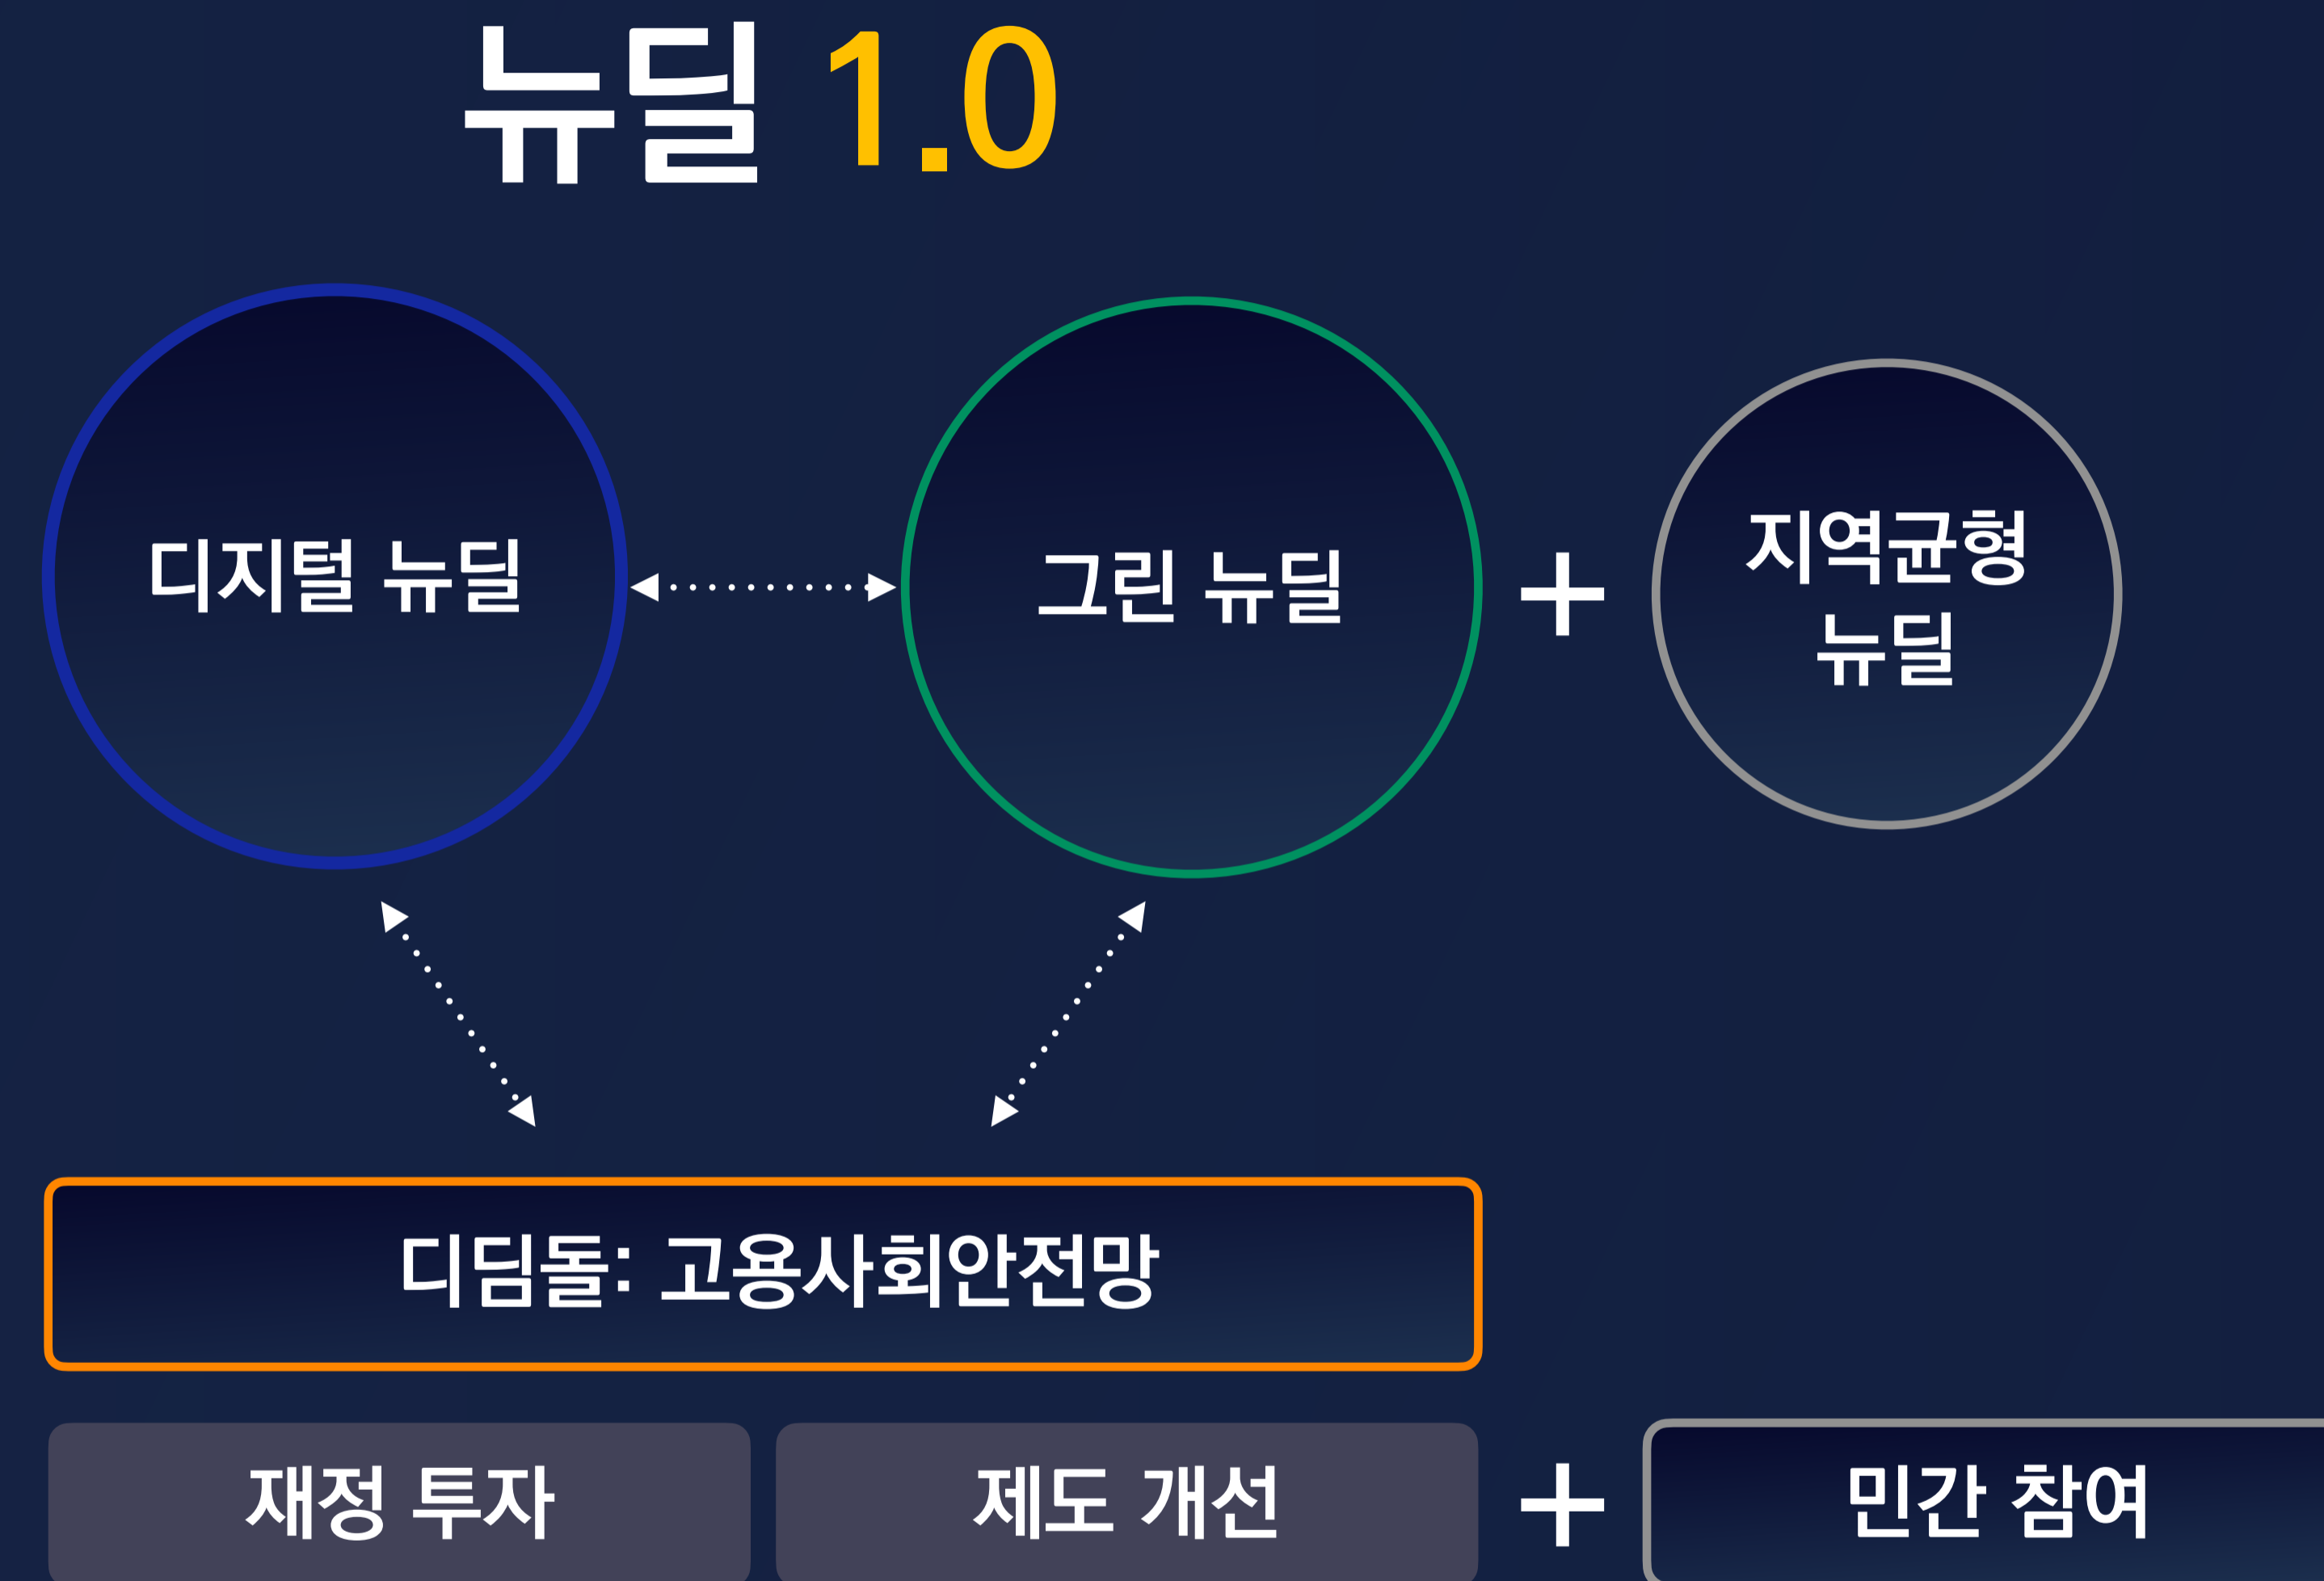 뉴딜 1.0
디지털 뉴딜
그린 뉴딜
+
지역균형
뉴딜
디딤돌: 고용사회안전망
재정 투자
제도 개선
+
민간 참여